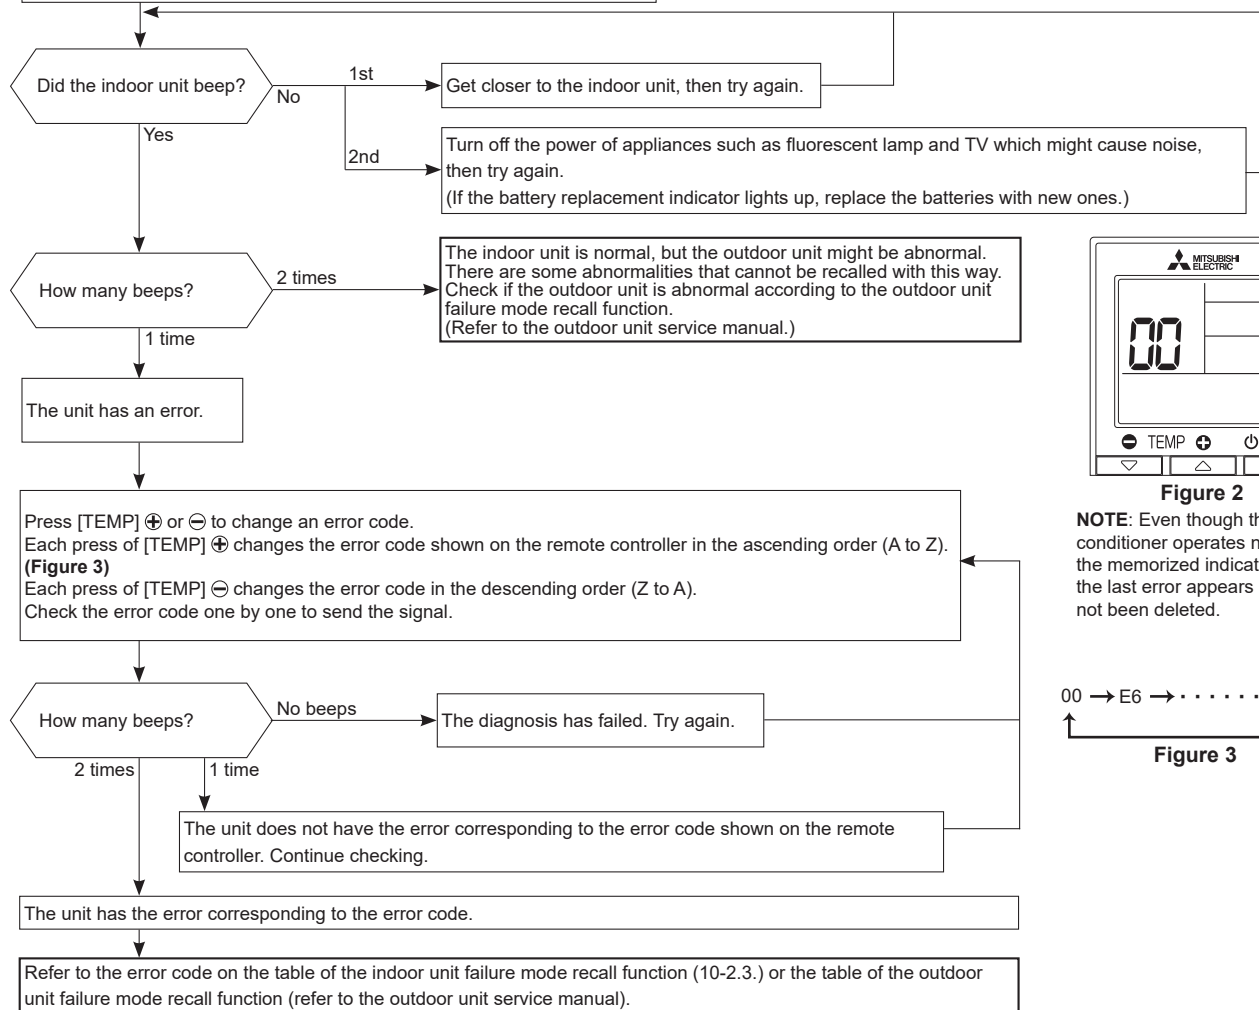 Did the indoor unit beep?
No
1st
Get closer to the indoor unit, then try again.
Yes
2nd
Turn off the power of appliances such as fluorescent lamp and TV which might cause noise,
then try again.
(If the battery replacement indicator lights up, replace the batteries with new ones.)
How many beeps?
2 times
The indoor unit is normal, but the outdoor unit might be abnormal.
There are some abnormalities that cannot be recalled with this way.
Check if the outdoor unit is abnormal according to the outdoor unit
failure mode recall function.
(Refer to the outdoor unit service manual.)
1 time
The unit has an error.
MITSUBISHI
ELECTRIC
00
TEMP
Figure 2
NOTE: Even though th
conditioner operates n
the memorized indicat
the last error appears
not been deleted.
Press [TEMP] ⊕ or ⊖ to change an error code.
Each press of [TEMP] ⊕ changes the error code shown on the remote controller in the ascending order (A to Z).
(Figure 3)
Each press of [TEMP] ⊖ changes the error code in the descending order (Z to A).
Check the error code one by one to send the signal.
How many beeps?
No beeps
The diagnosis has failed. Try again.
00 → E6 → · · · · · ·
Figure 3
2 times
1 time
The unit does not have the error corresponding to the error code shown on the remote
controller. Continue checking.
The unit has the error corresponding to the error code.
Refer to the error code on the table of the indoor unit failure mode recall function (10-2.3.) or the table of the outdoor
unit failure mode recall function (refer to the outdoor unit service manual).